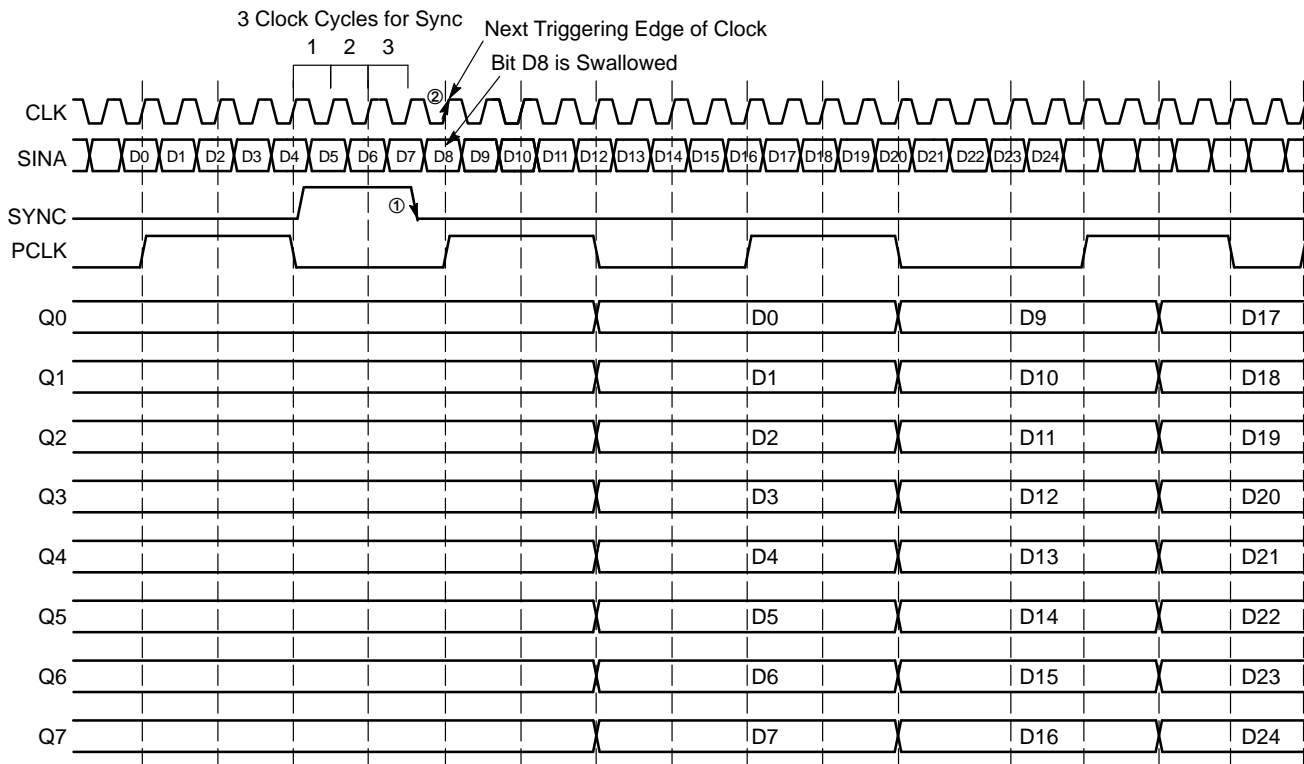 3 Clock Cycles for Sync
Next Triggering Edge of Clock
1 2 3
Bit D8 is Swallowed
②
CLK
SINA D0 D1 D2 D3 D4 D5 D6 D7 D8 D9 D10 D11 D12 D13 D14 D15 D16 D17 D18 D19 D20 D21 D22 D23 D24
SYNC ①
PCLK
Q0 D0 D9 D17
Q1 D1 D10 D18
Q2 D2 D11 D19
Q3 D3 D12 D20
Q4 D4 D13 D21
Q5 D5 D14 D22
Q6 D6 D15 D23
Q7 D7 D16 D24